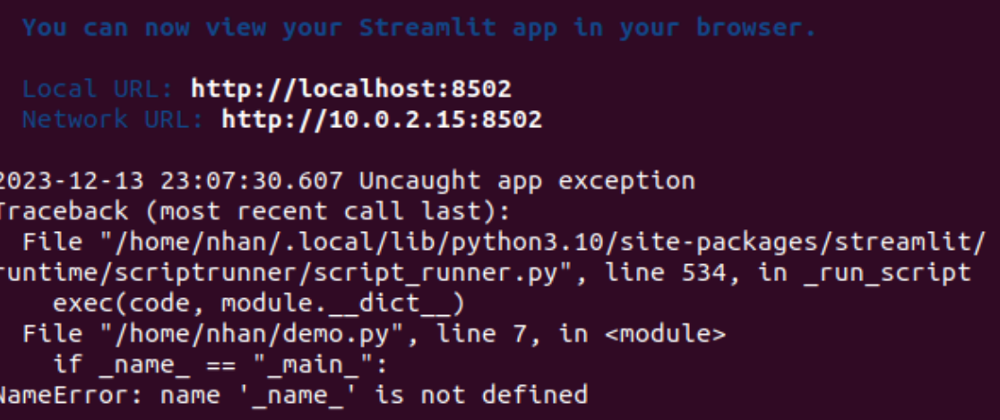 You can now view your Streamlit app in your browser.
Local URL: http://localhost:8502
Network URL: http://10.0.2.15:8502
2023-12-13 23:07:30.607 Uncaught app exception
Traceback (most recent call last):
File "/home/nhan/.local/lib/python3.10/site-packages/streamlit/
runtime/scriptrunner/script_runner.py", line 534, in _run_script
exec(code, module.__dict__)
File "/home/nhan/demo.py", line 7, in <module>
if _name_ == "_main_":
NameError: name '_name_' is not defined